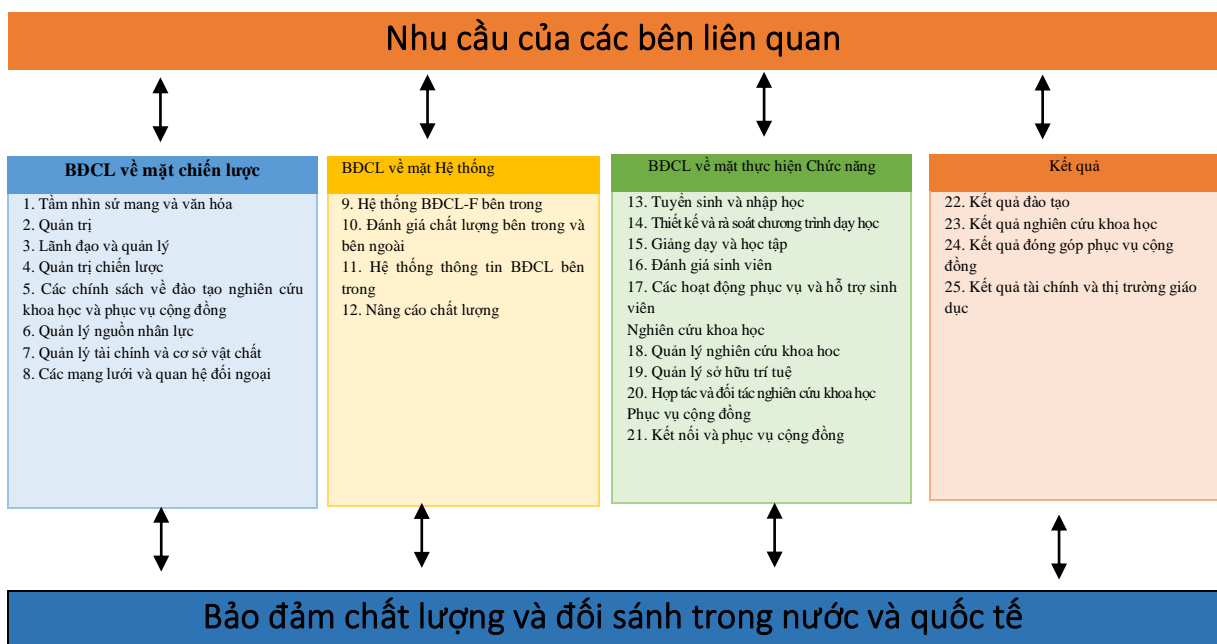 Nhu cầu của các bên liên quan
BĐCL về mặt chiến lược
1. Tầm nhìn sứ mang và văn hóa
2. Quản trị
3. Lãnh đạo và quản lý
4. Quản trị chiến lược
5. Các chính sách về đào tạo nghiên cứu
khoa học và phục vụ cộng đồng
6. Quản lý nguồn nhân lực
7. Quản lý tài chính và cơ sở vật chất
8. Các mạng lưới và quan hệ đối ngoại
BĐCL về mặt Hệ thống
9. Hệ thống BĐCL-F bên trong
10. Đánh giá chất lượng bên trong và
bên ngoài
11. Hệ thống thông tin BĐCL bên
trong
12. Nâng cáo chất lượng
BĐCL về mặt thực hiện Chức năng
13. Tuyển sinh và nhập học
14. Thiết kế và rà soát chương trình dạy học
15. Giảng dạy và học tập
16. Đánh giá sinh viên
17. Các hoạt động phục vụ và hỗ trợ sinh
viên
Nghiên cứu khoa học
18. Quản lý nghiên cứu khoa hoc
19. Quản lý sở hữu trí tuệ
20. Hợp tác và đối tác nghiên cứu khoa học
Phục vụ cộng đồng
21. Kết nối và phục vụ cộng đồng
Kết quả
22. Kết quả đào tạo
23. Kết quả nghiên cứu khoa học
24. Kết quả đóng góp phục vụ cộng
đồng
25. Kết quả tài chính và thị trường giáo
dục
Bảo đảm chất lượng và đối sánh trong nước và quốc tế